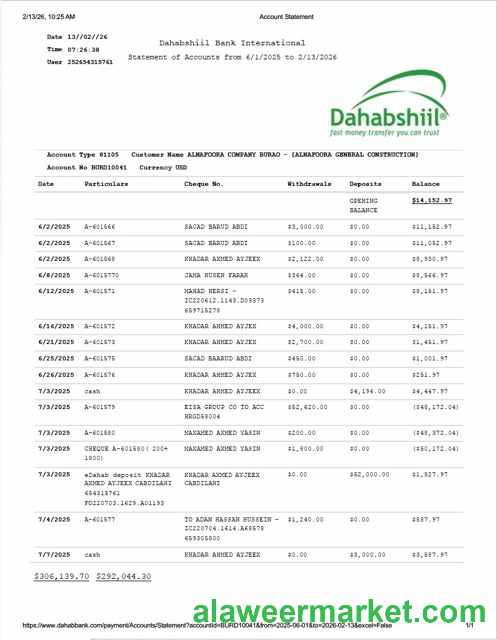 2/13/26, 10:25 AM Account Statement
Date 13//02//26
Time 07:26:38
User 252654315761
Dahabshiil Bank International
Statement of Accounts from 6/1/2025 to 2/13/2026
Dahabshiil®
fast money transfer you can trust
Account Type 81105 Customer Name ALMAFOORA COMPANY BURAO - [ALMAFOORA GENERAL CONSTRUCTION]
Account No BURD10041 Currency USD
Date Particulars Cheque No. Withdrawals Deposits Balance
OPENING BALANCE $14,152.97
6/2/2025 A-601566 SACAD BARUD ABDI $3,000.00 $0.00 $11,152.97
6/2/2025 A-601567 SACAD BARUD ABDI $100.00 $0.00 $11,052.97
6/2/2025 A-601568 KHADAR AHMED AYJEEX $2,122.00 $0.00 $8,930.97
6/8/2025 A-6015770 JAMA HUSEN FARAH $364.00 $0.00 $8,566.97
6/12/2025 A-601571 MAHAD HERSI - $415.00 $0.00 $8,151.97
IC220612.1143.D09373
659715278
6/16/2025 A-601572 KHADAR AHMED AYJEX $4,000.00 $0.00 $4,151.97
6/21/2025 A-601573 KHADAR AHMED AYJEX $2,700.00 $0.00 $1,451.97
6/25/2025 A-601575 SACAD BAARUD ABDI $450.00 $0.00 $1,001.97
6/26/2025 A-601576 KHADAR AHMED AYJEX $750.00 $0.00 $251.97
7/3/2025 cash KHADAR AHMED AYJEEX $0.00 $4,196.00 $4,447.97
7/3/2025 A-601579 EISA GROUP CO TO ACC $52,620.00 $0.00 ($48,172.04)
HRGD59004
7/3/2025 A-601580 MAXAMED AXMED YASIN $200.00 $0.00 ($48,372.04)
7/3/2025 CHEQUE A-601580( 200+ MAXAMED AXMED YASIN $1,800.00 $0.00 ($50,172.04)
1800)
7/3/2025 eDahab deposit KHADAR KHADAR AHMED AYJEEX $0.00 $52,000.00 $1,827.97
AXMED AYJEEX CABDILANI CABDILANI
654315761
FD220703.1629.A01193
7/4/2025 A-601577 TO ADAN HASSAN HUSSEIN - $1,240.00 $0.00 $587.97
IC220704.1614.A68578
659305800
7/7/2025 cash KHADAR AHMED AYJEEX $0.00 $3,000.00 $3,587.97
$306,139.70 $292,044.30
alaweermarket.com
https://www.dahabbank.com/payment/Accounts/Statement?accountId=BURD10041&from=2025-06-01&to=2026-02-13&excel=False 1/1